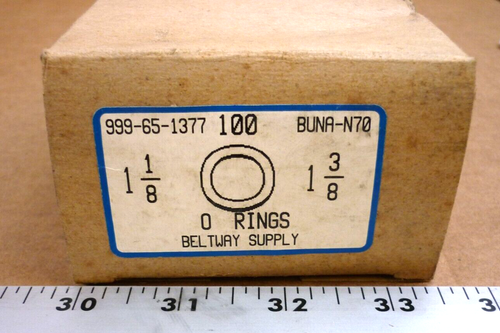 999-65-1377 100 BUNA-N70
1 1/8 1 3/8
O RINGS
BELTWAY SUPPLY
30 31 32 33